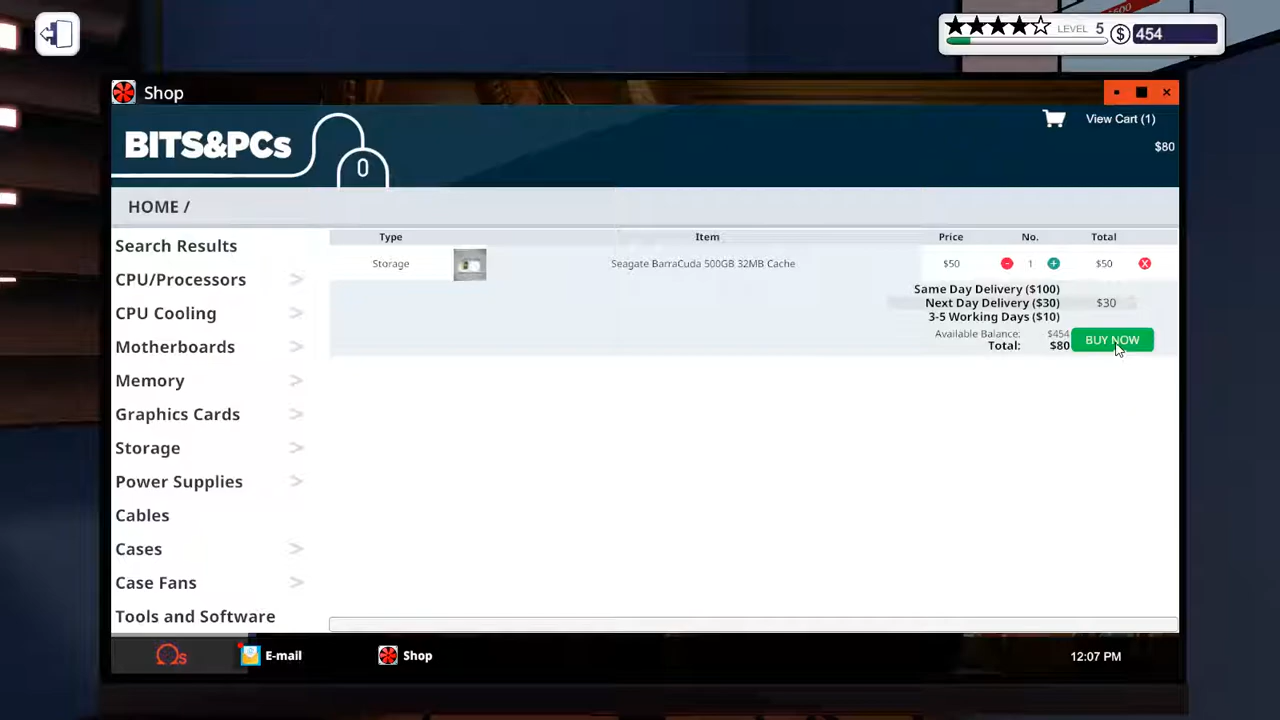 $600
LEVEL 5 $ 454
Shop
BITS&PCs
View Cart (1)
$80
HOME /
Type Item Price No. Total
Storage Seagate BarraCuda 500GB 32MB Cache $50 - 1 + $50 X
Same Day Delivery ($100)
Next Day Delivery ($30) $30
3-5 Working Days ($10)
Available Balance: $454
Total: $80
BUY NOW
Search Results
CPU/Processors >
CPU Cooling >
Motherboards >
Memory >
Graphics Cards >
Storage >
Power Supplies >
Cables
Cases >
Case Fans >
Tools and Software
Ωs E-mail Shop 12:07 PM